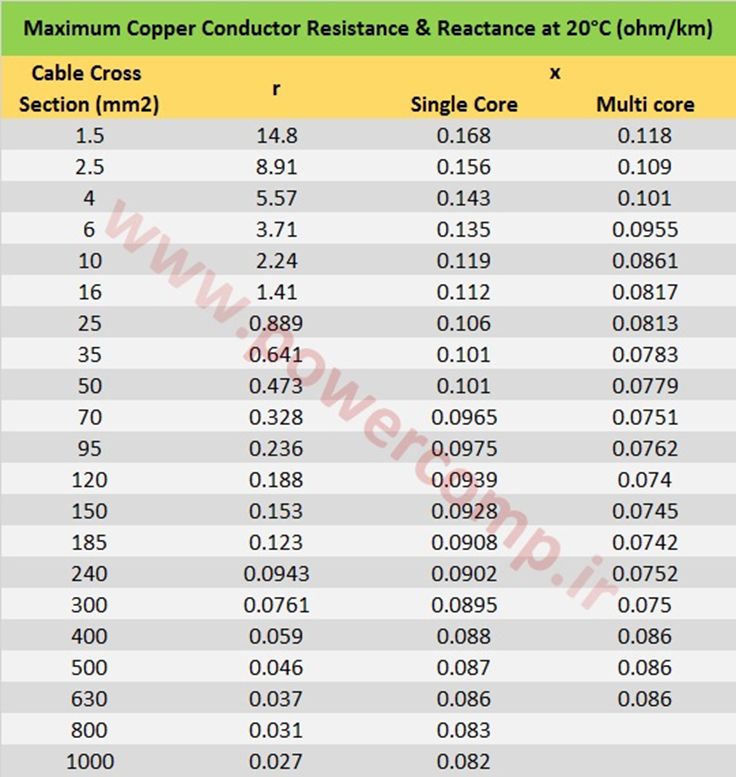 Maximum Copper Conductor Resistance & Reactance at 20°C (ohm/km)
Cable Cross Section (mm2) r x
Single Core Multi core
1.5 14.8 0.168 0.118
2.5 8.91 0.156 0.109
4 5.57 0.143 0.101
6 3.71 0.135 0.0955
10 2.24 0.119 0.0861
16 1.41 0.112 0.0817
25 0.889 0.106 0.0813
35 0.641 0.101 0.0783
50 0.473 0.101 0.0779
70 0.328 0.0965 0.0751
95 0.236 0.0975 0.0762
120 0.188 0.0939 0.074
150 0.153 0.0928 0.0745
185 0.123 0.0908 0.0742
240 0.0943 0.0902 0.0752
300 0.0761 0.0895 0.075
400 0.059 0.088 0.086
500 0.046 0.087 0.086
630 0.037 0.086 0.086
800 0.031 0.083
1000 0.027 0.082
www.powercomp.ir